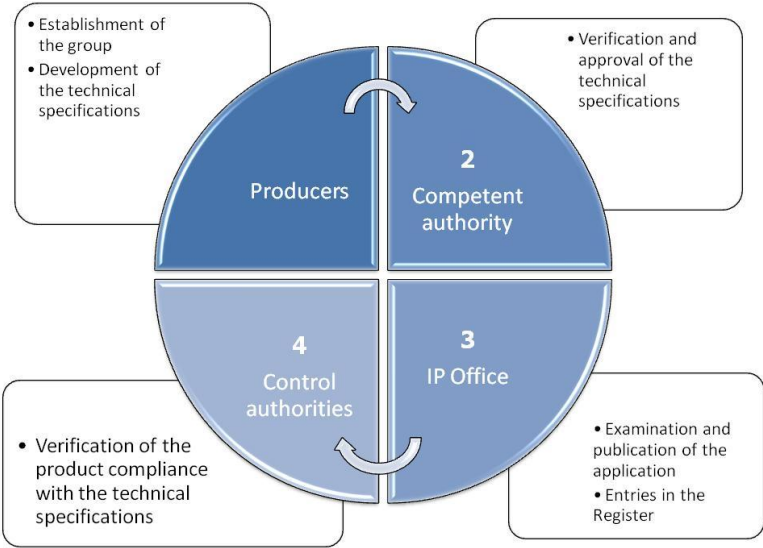 • Establishment of
the group
• Development of
the technical
specifications
• Verification and
approval of the
technical
specifications
Producers
2
Competent
authority
4
Control
authorities
3
IP Office
• Verification of the
product compliance
with the technical
specifications
• Examination and
publication of the
application
• Entries in the
Register